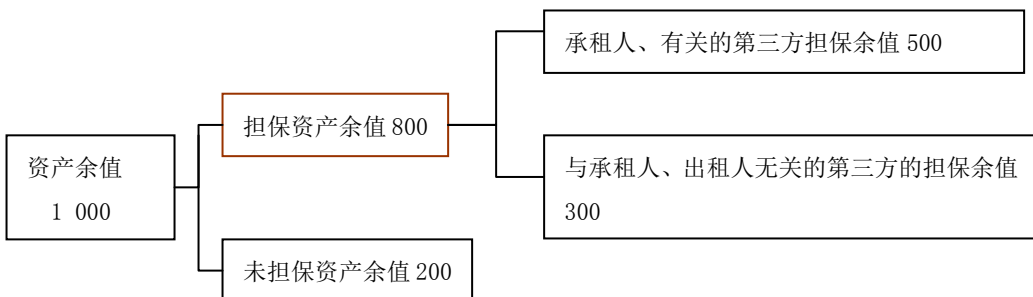 资产余值
1 000
担保资产余值 800
未担保资产余值 200
承租人、有关的第三方担保余值 500
与承租人、出租人无关的第三方的担保余值
300